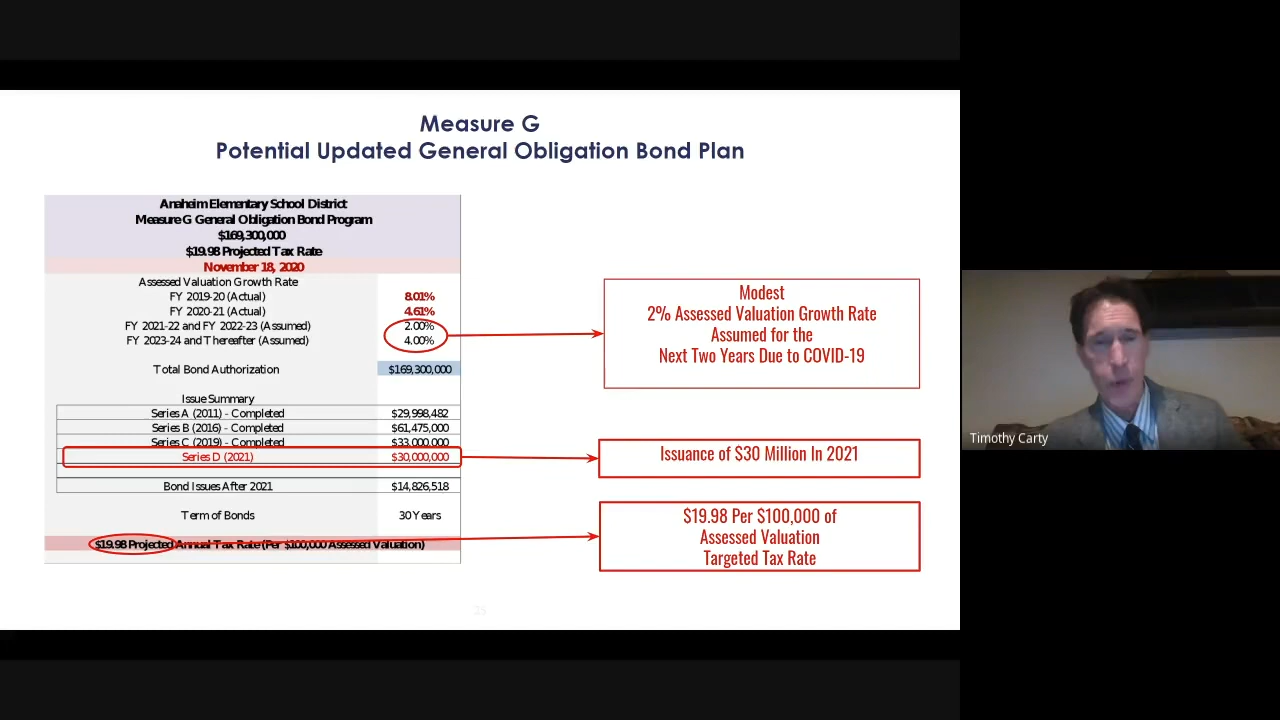 Measure G
Potential Updated General Obligation Bond Plan
Anaheim Elementary School District
Measure G General Obligation Bond Program
$169,300,000
$19.98 Projected Tax Rate
November 18, 2020
Assessed Valuation Growth Rate
FY 2019-20 (Actual) 8.01%
FY 2020-21 (Actual) 4.61%
FY 2021-22 and FY 2022-23 (Assumed) 2.00%
FY 2023-24 and Thereafter (Assumed) 4.00%
Total Bond Authorization $169,300,000
Issue Summary
Series A (2011) - Completed $29,998,482
Series B (2016) - Completed $61,475,000
Series C (2019) - Completed $33,000,000
Series D (2021) $30,000,000
Bond Issues After 2021 $14,826,518
Term of Bonds 30 Years
$19.98 Projected Annual Tax Rate (Per $100,000 Assessed Valuation)
Modest
2% Assessed Valuation Growth Rate
Assumed for the
Next Two Years Due to COVID-19
Issuance of $30 Million In 2021
$19.98 Per $100,000 of
Assessed Valuation
Targeted Tax Rate
Timothy Carty